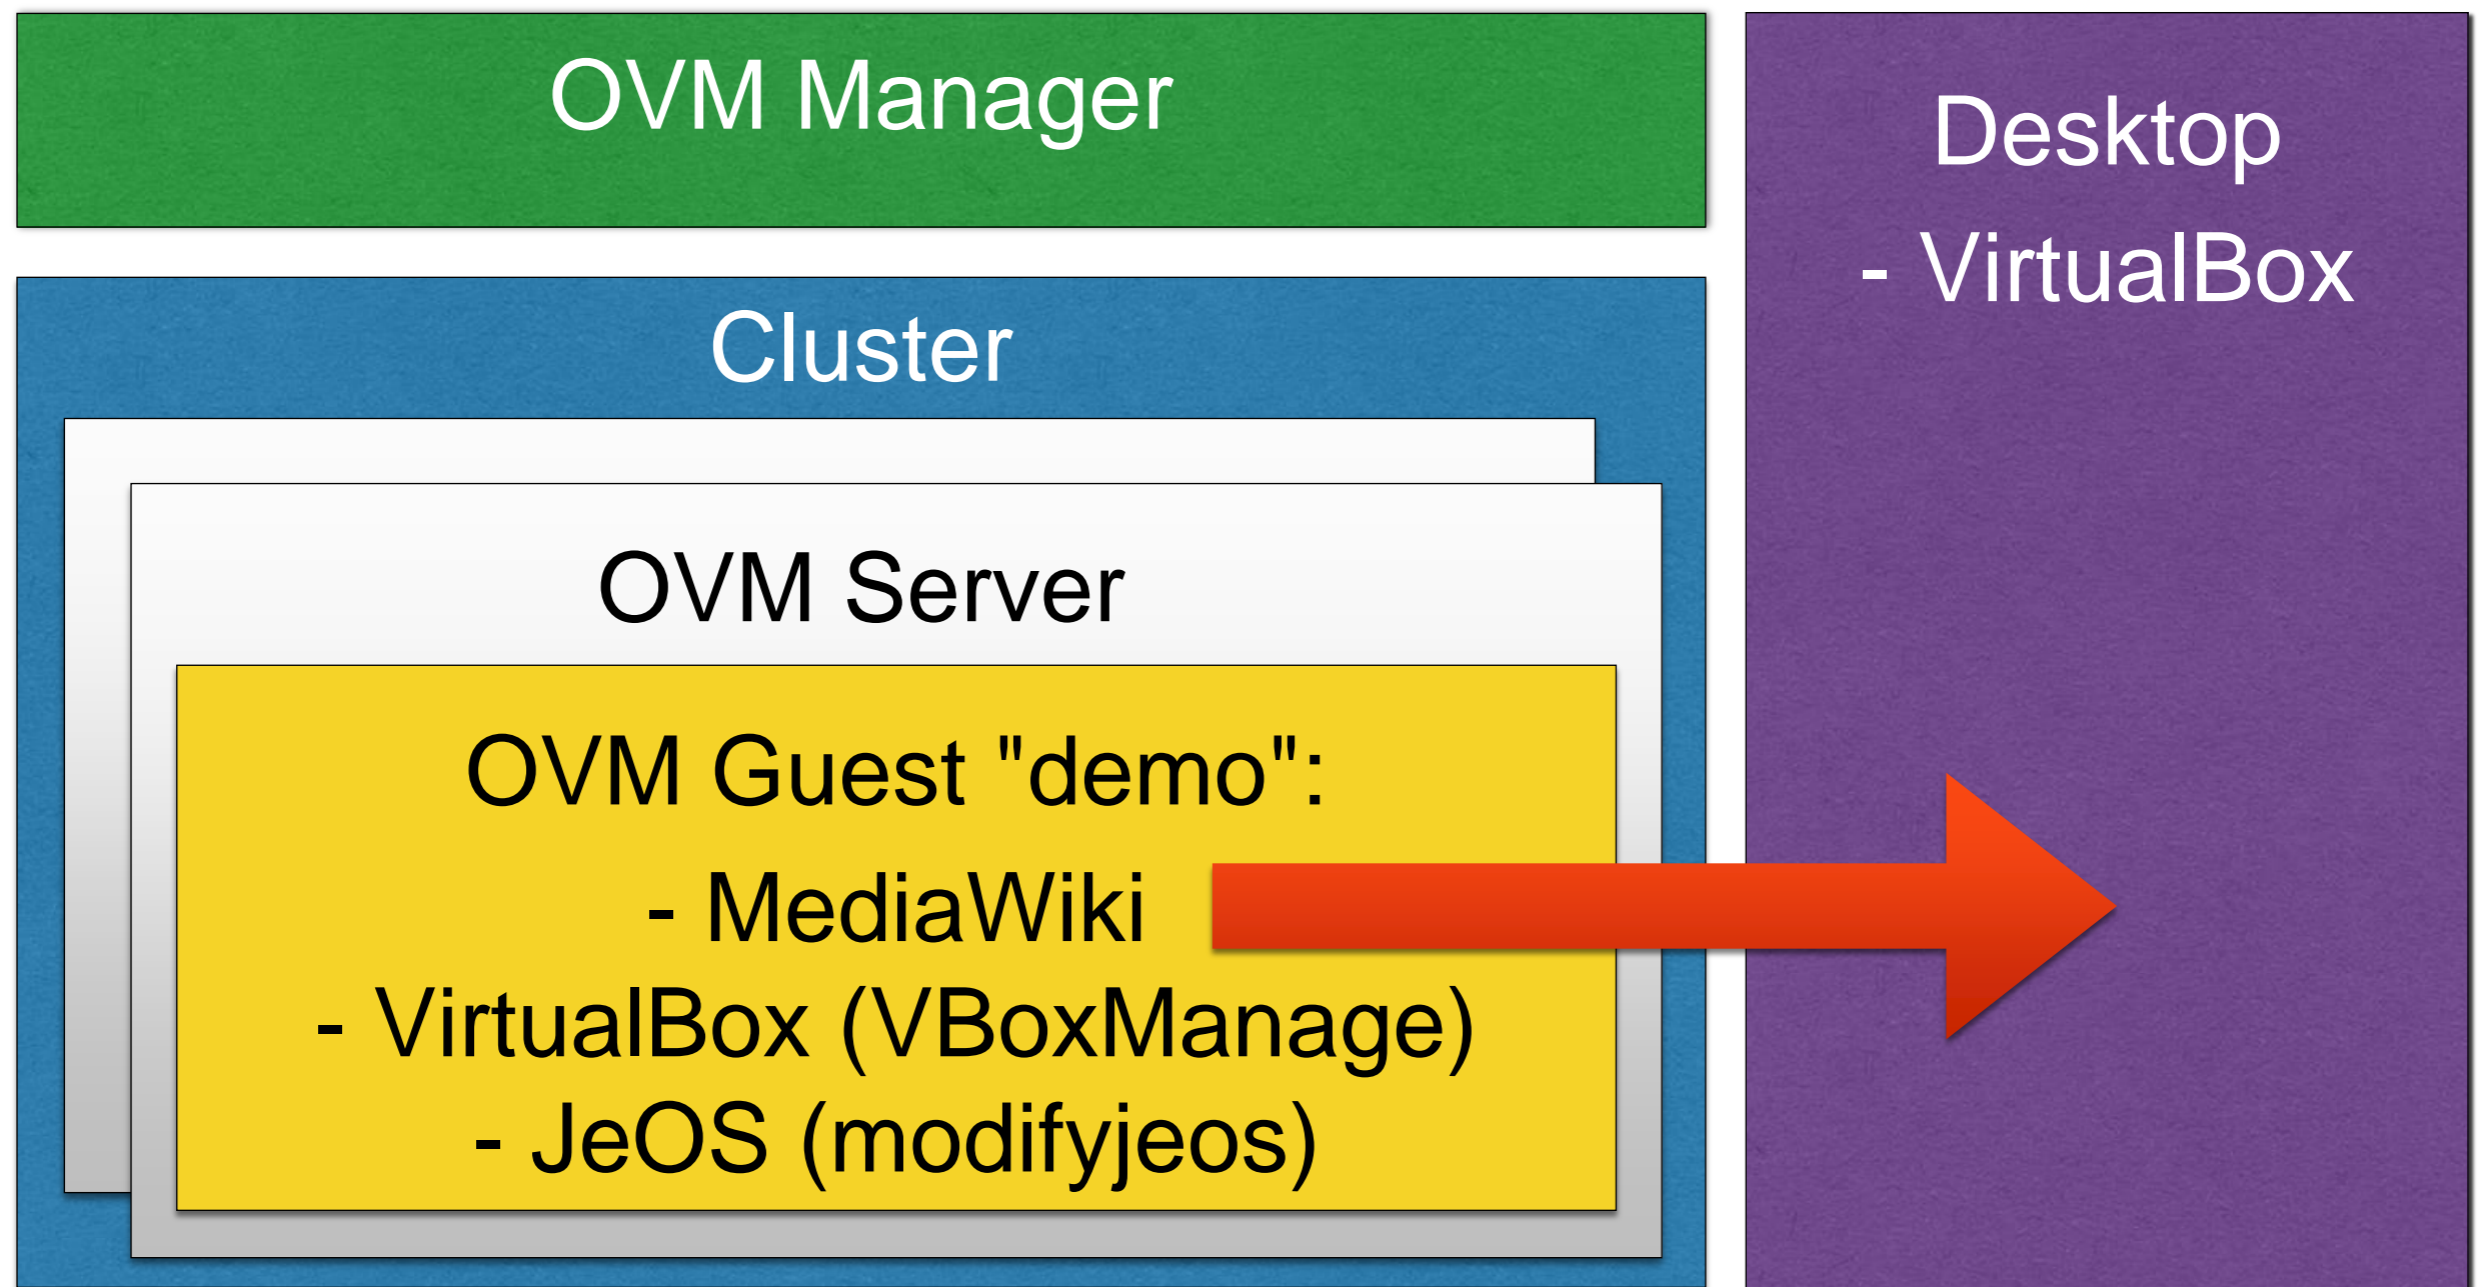 OVM Manager
Cluster
OVM Server
OVM Guest "demo":
- MediaWiki
- VirtualBox (VBoxManage)
- JeOS (modifyjeos)
Desktop
- VirtualBox